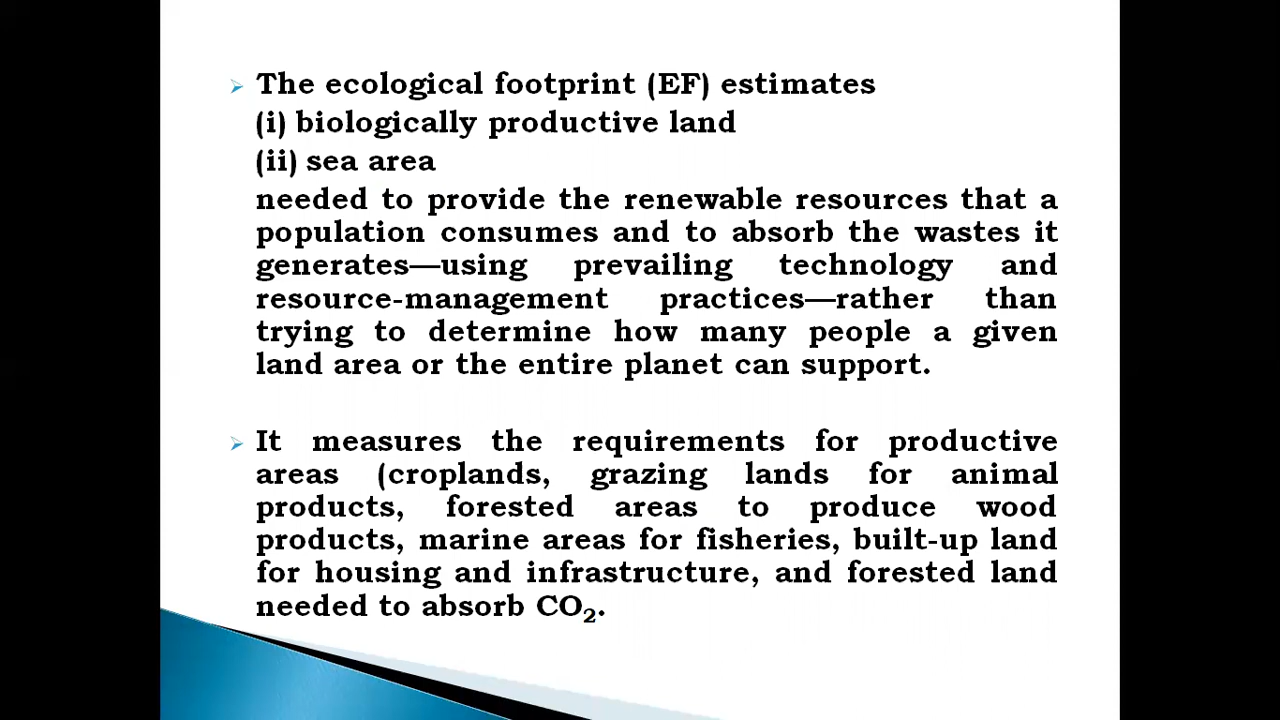 The ecological footprint (EF) estimates
(i) biologically productive land
(ii) sea area
needed to provide the renewable resources that a
population consumes and to absorb the wastes it
generates—using prevailing technology and
resource-management practices—rather than
trying to determine how many people a given
land area or the entire planet can support.
It measures the requirements for productive
areas (croplands, grazing lands for animal
products, forested areas to produce wood
products, marine areas for fisheries, built-up land
for housing and infrastructure, and forested land
needed to absorb CO₂.